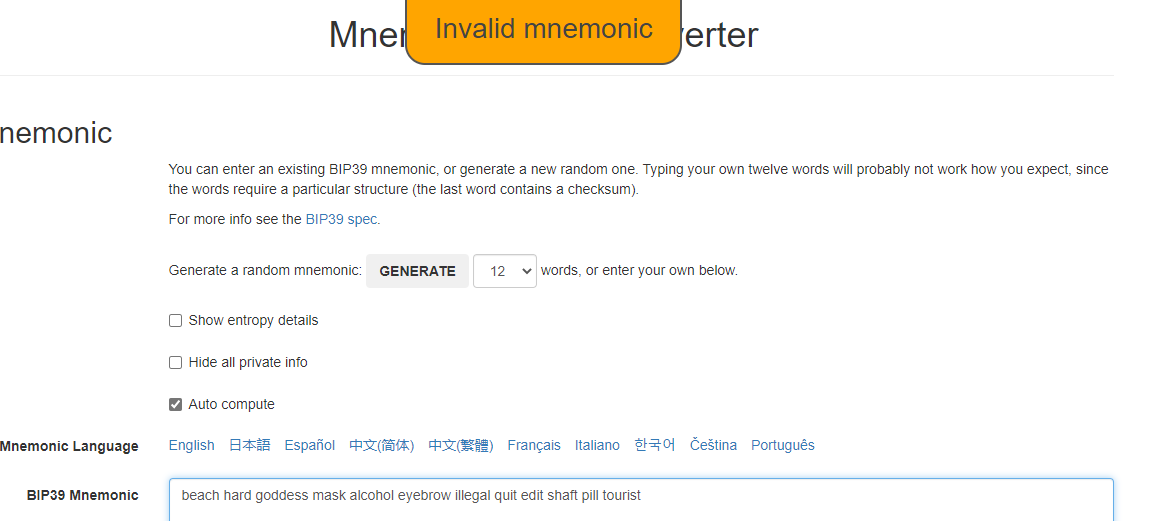 Invalid mnemonic
Mner verter
nemonic
You can enter an existing BIP39 mnemonic, or generate a new random one. Typing your own twelve words will probably not work how you expect, since
the words require a particular structure (the last word contains a checksum).
For more info see the BIP39 spec.
Generate a random mnemonic: GENERATE 12 words, or enter your own below.
Show entropy details
Hide all private info
Auto compute
Mnemonic Language English 日本語 Español 中文(简体) 中文(繁體) Français Italiano 한국어 Čeština Português
BIP39 Mnemonic beach hard goddess mask alcohol eyebrow illegal quit edit shaft pill tourist